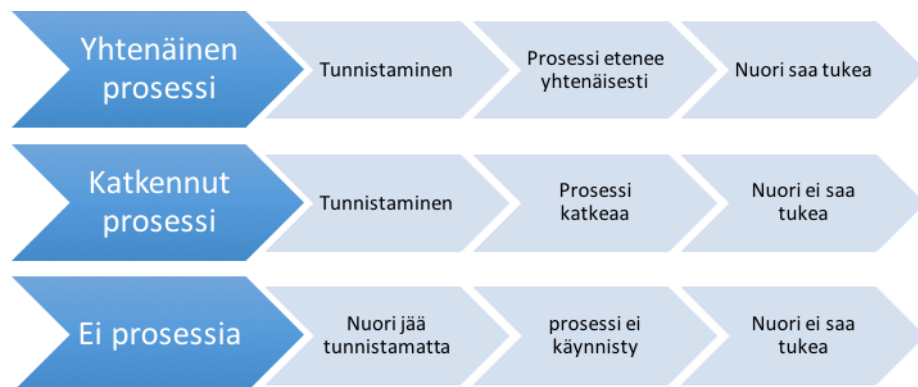 Yhtenäinen
prosessi
Tunnistaminen
Prosessi etenee
yhtenäisesti
Nuori saa tukea
Katkennut
prosessi
Tunnistaminen
Prosessi
katkeaa
Nuori ei saa
tukea
Ei prosessia
Nuori jää
tunnistamatta
prosessi ei
käynnisty
Nuori ei saa
tukea